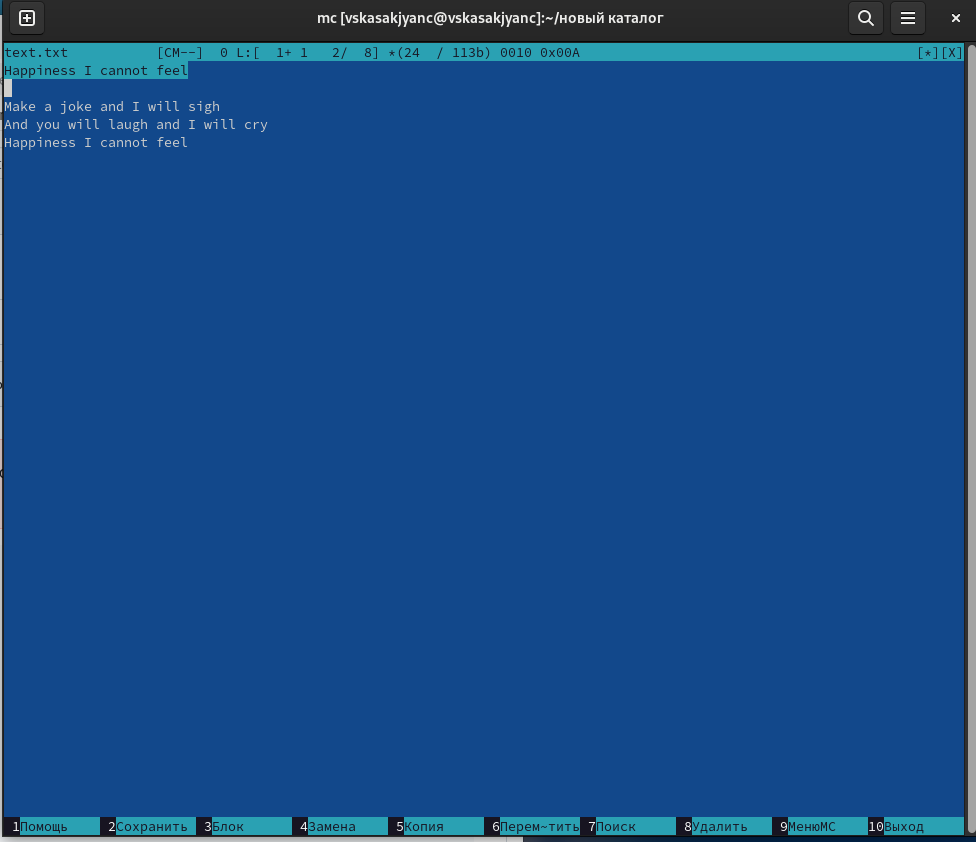 mc [vskasakjyanc@vskasakjyanc]:~/новый каталог
text.txt [CM--] 0 L:[ 1+ 1 2/ 8] *(24 / 113b) 0010 0x00A [*][X]
Happiness I cannot feel
Make a joke and I will sigh
And you will laugh and I will cry
Happiness I cannot feel
1Помощь 2Сохранить 3Блок 4Замена 5Копия 6Перем~тить 7Поиск 8Удалить 9МенюMC 10Выход